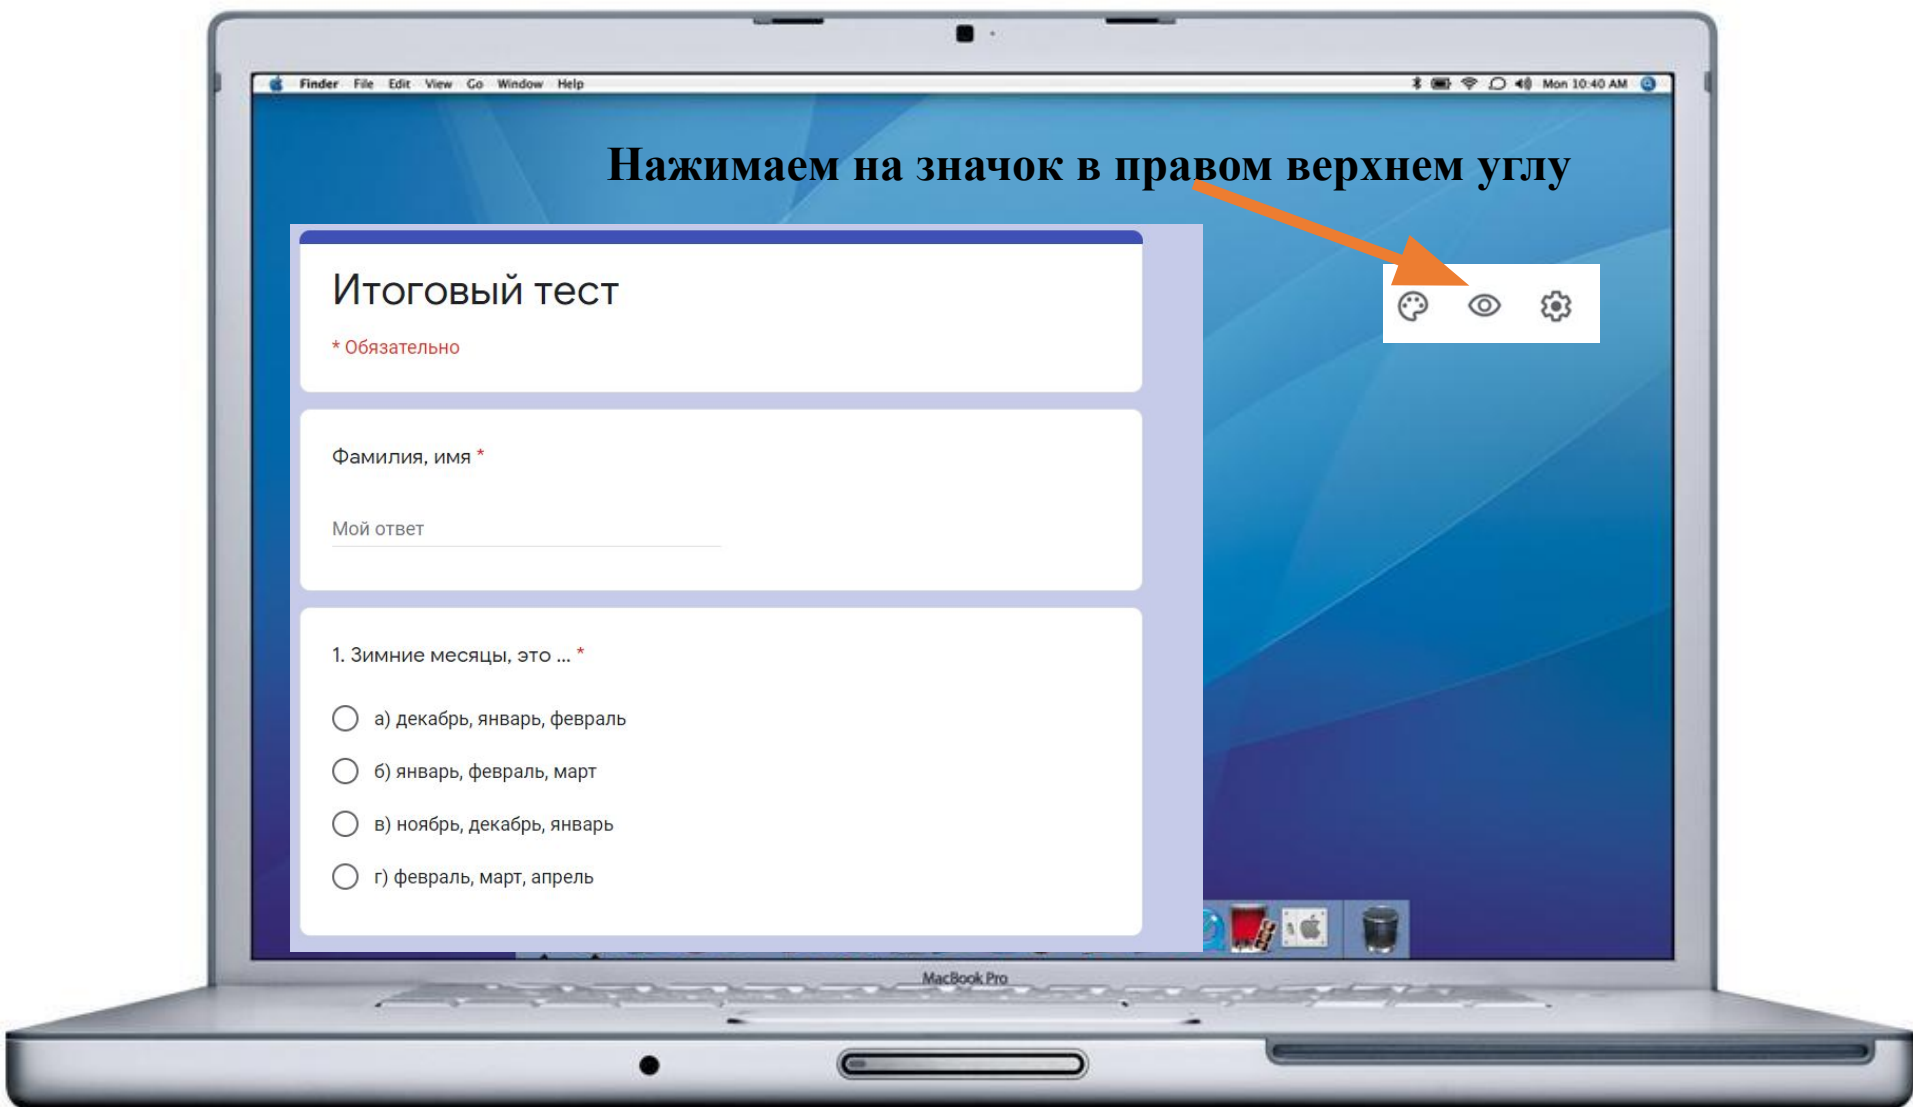 Finder File Edit View Go Window Help
Mon 10:40 AM
Нажимаем на значок в правом верхнем углу
Итоговый тест
* Обязательно
Фамилия, имя *
Мой ответ
1. Зимние месяцы, это ... *
а) декабрь, январь, февраль
б) январь, февраль, март
в) ноябрь, декабрь, январь
г) февраль, март, апрель
MacBook Pro